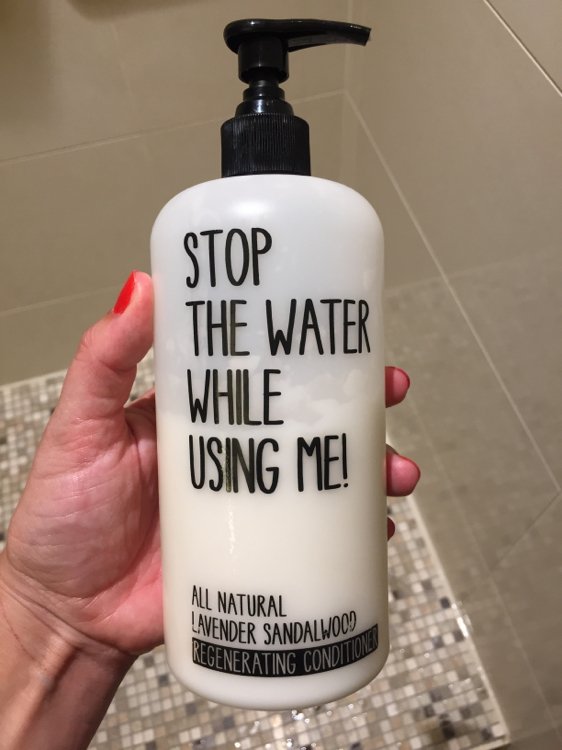 STOP
THE WATER
WHILE
USING ME!
ALL NATURAL
LAVENDER SANDALWOOD
REGENERATING CONDITIONER